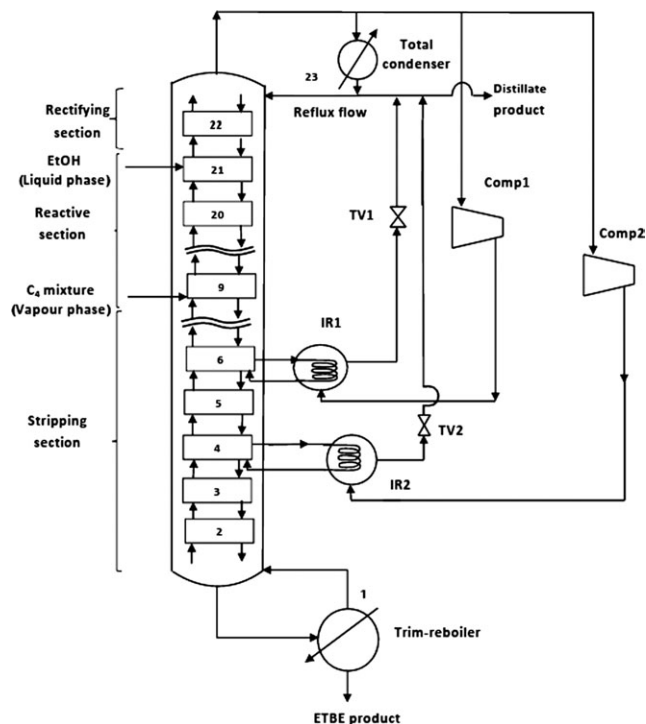 Total
condenser
23
Distillate
product
Reflux flow
Rectifying
section
22
EtOH
(Liquid phase)
21
Reactive
section
20
Comp1
TV1
Comp2
C₄ mixture
(Vapour phase)
9
IR1
6
5
Stripping
section
4
TV2
IR2
3
2
1
Trim-reboiler
ETBE product